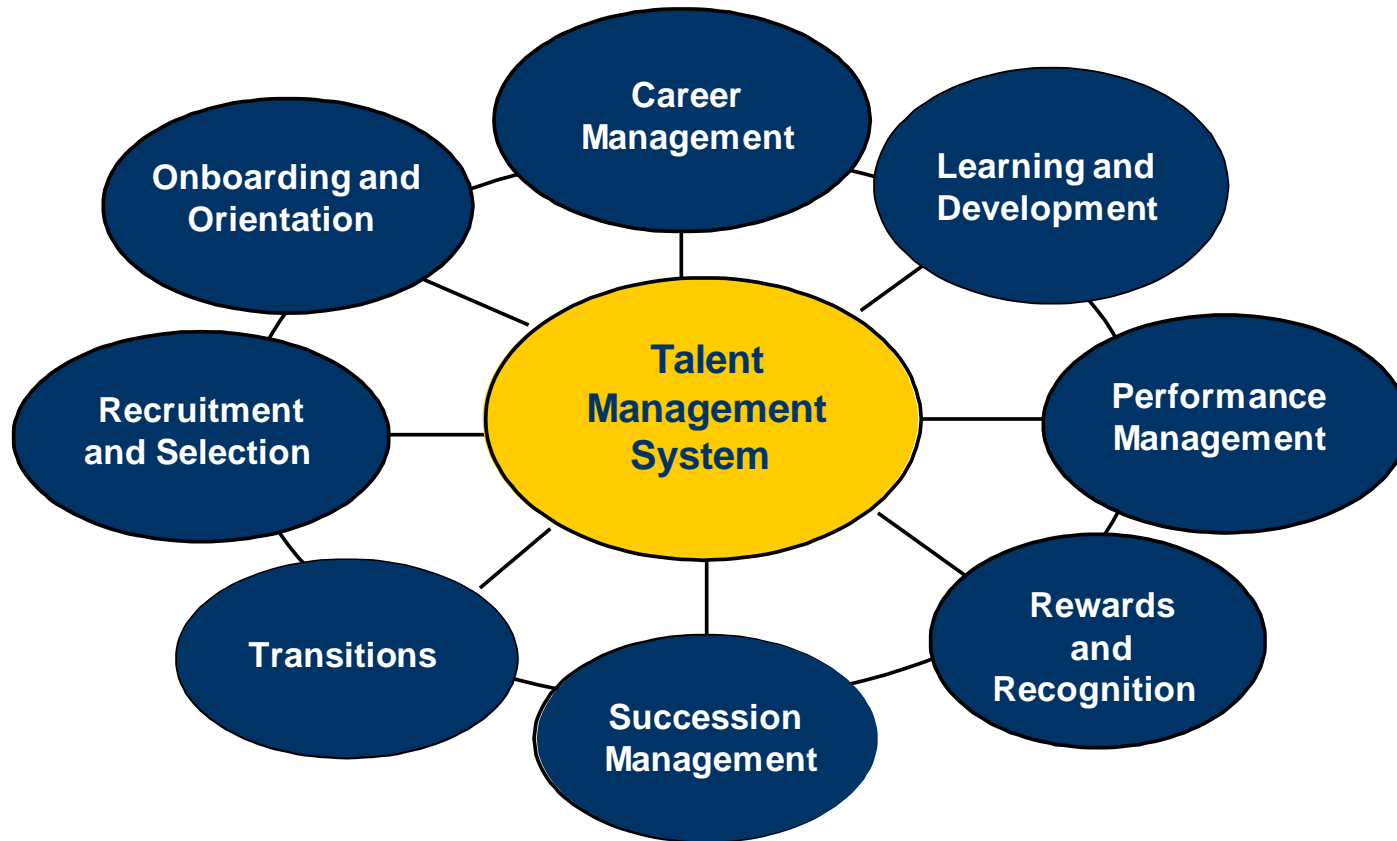 Career
Management
Onboarding and
Orientation
Learning and
Development
Talent
Management
System
Recruitment
and Selection
Performance
Management
Transitions
Rewards
and
Recognition
Succession
Management